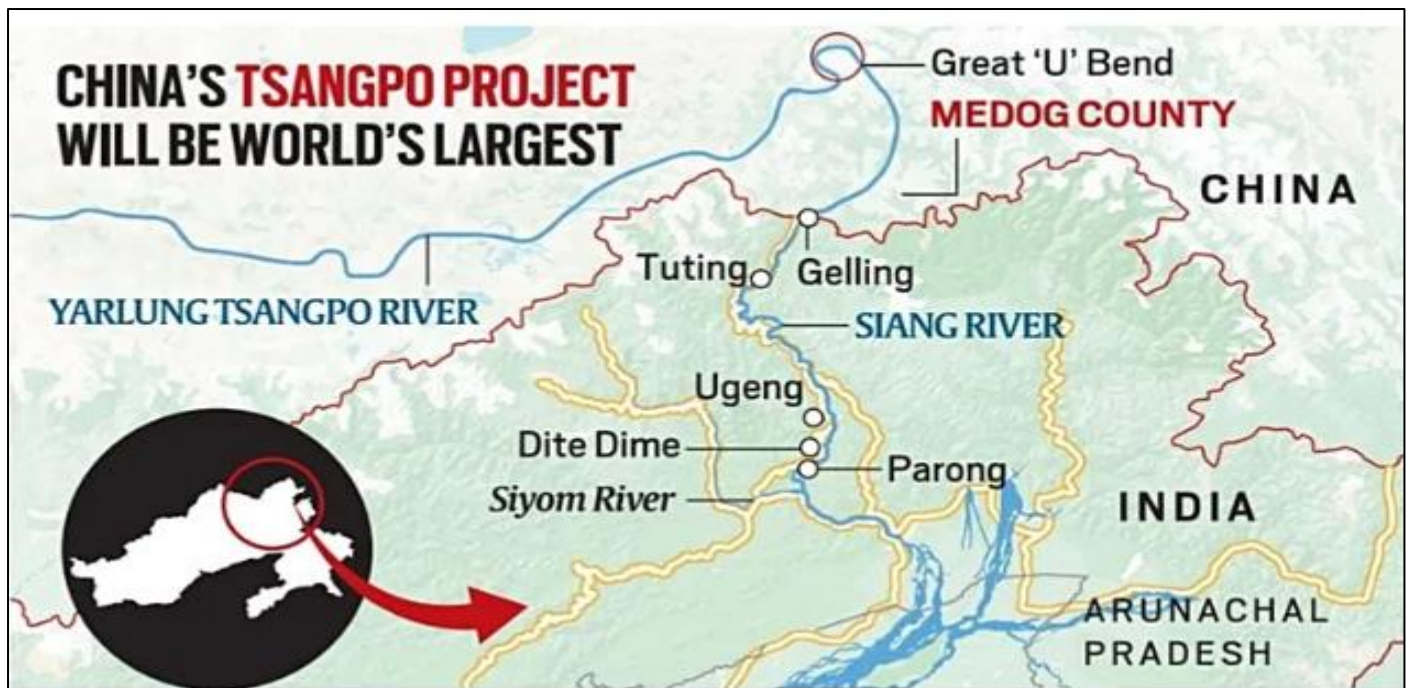 CHINA'S TSANGPO PROJECT
WILL BE WORLD'S LARGEST
Great 'U' Bend
MEDOG COUNTY
CHINA
Tuting
Gelling
YARLUNG TSANGPO RIVER
SIANG RIVER
Ugeng
Dite Dime
Parong
Siyom River
INDIA
ARUNACHAL
PRADESH